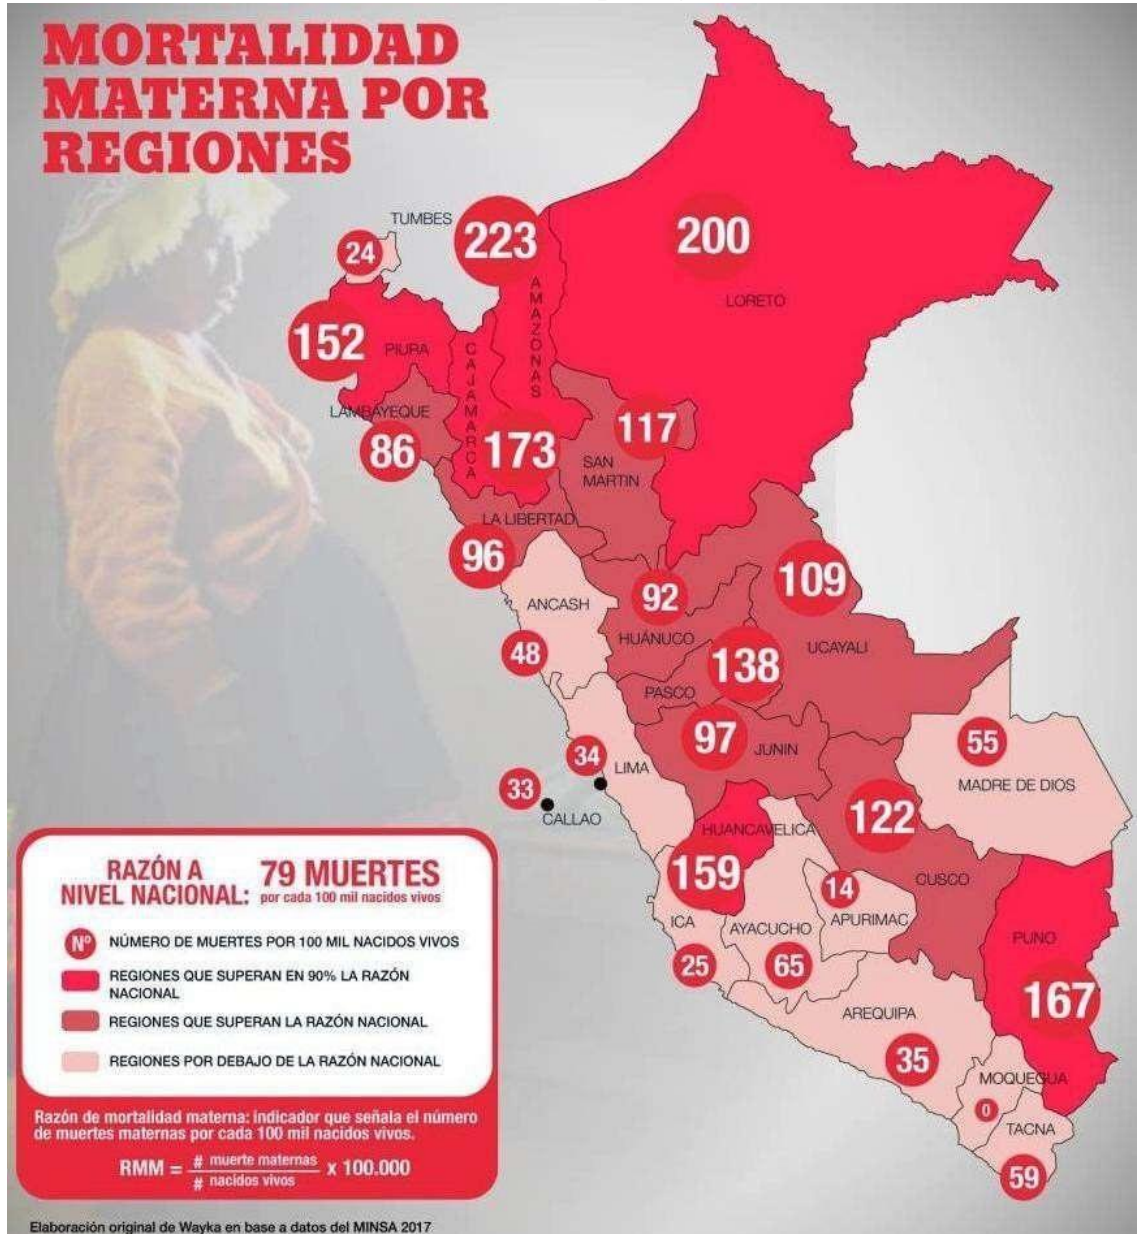 MORTALIDAD
MATERNA POR
REGIONES
TUMBES
24
223
AMAZONAS
200
LORETO
152
PIURA
CAJAMARCA
LAMBAYEQUE
86
173
117
SAN
MARTIN
LA LIBERTAD
96
ANCASH
48
92
HUÁNUCO
109
UCAYALI
138
PASCO
97
JUNIN
34
LIMA
33
CALLAO
55
MADRE DE DIOS
122
CUSCO
HUANCAVELICA
159
14
APURIMAC
ICA
25
AYACUCHO
65
PUNO
167
AREQUIPA
35
MOQUEGUA
0
TACNA
59
RAZÓN A
NIVEL NACIONAL:
79 MUERTES
por cada 100 mil nacidos vivos
Nº NÚMERO DE MUERTES POR 100 MIL NACIDOS VIVOS
REGIONES QUE SUPERAN EN 90% LA RAZÓN
NACIONAL
REGIONES QUE SUPERAN LA RAZÓN NACIONAL
REGIONES POR DEBAJO DE LA RAZÓN NACIONAL
Razón de mortalidad materna: indicador que señala el número
de muertes maternas por cada 100 mil nacidos vivos.
RMM = # muerte maternas / # nacidos vivos x 100.000
Elaboración original de Wayka en base a datos del MINSA 2017